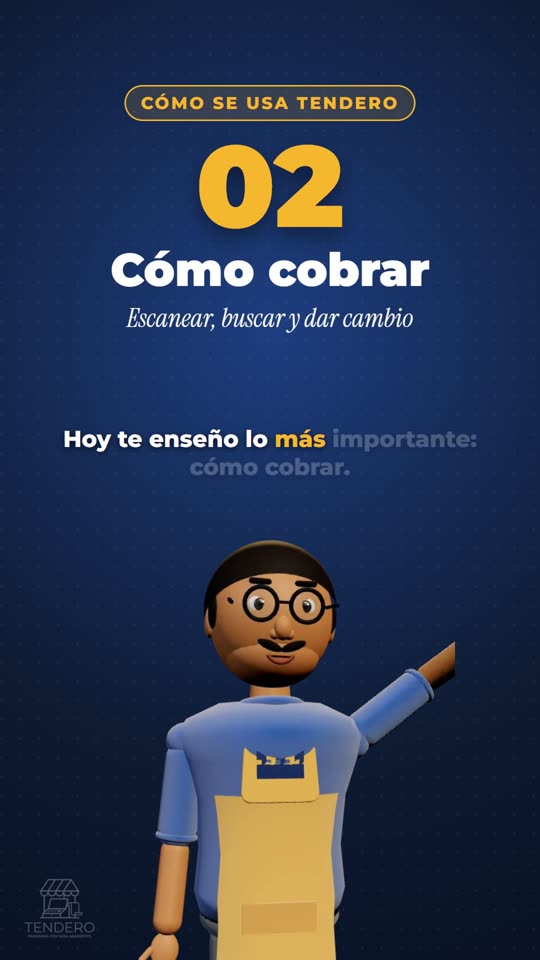 CÓMO SE USA TENDERO
02
Cómo cobrar
Escanear, buscar y dar cambio
Hoy te enseño lo más importante:
cómo cobrar.
TENDERO